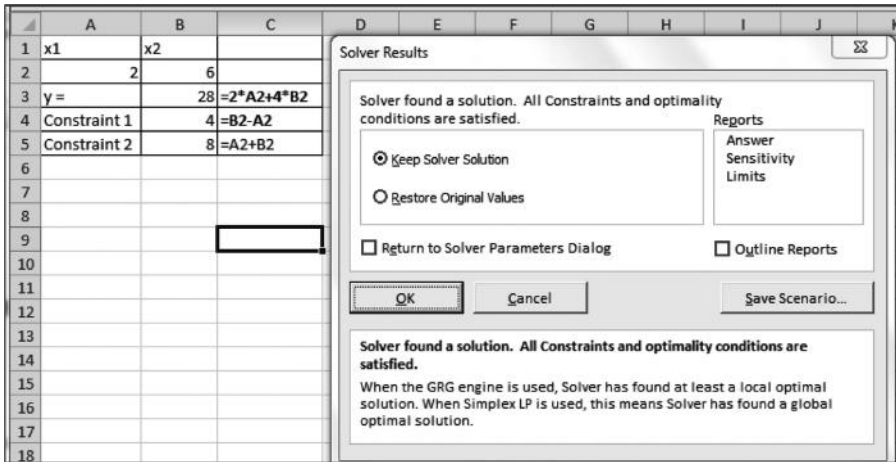 A B C D E F G H I J
1 x1 x2
2 2 6
3 y = 28 =2*A2+4*B2
4 Constraint 1 4 =B2-A2
5 Constraint 2 8 =A2+B2
6
7
8
9
10
11
12
13
14
15
16
17
18
Solver Results
Solver found a solution. All Constraints and optimality
conditions are satisfied.
Keep Solver Solution
Restore Original Values
Reports
Answer
Sensitivity
Limits
Return to Solver Parameters Dialog
Outline Reports
OK Cancel Save Scenario...
Solver found a solution. All Constraints and optimality conditions are
satisfied.
When the GRG engine is used, Solver has found at least a local optimal
solution. When Simplex LP is used, this means Solver has found a global
optimal solution.